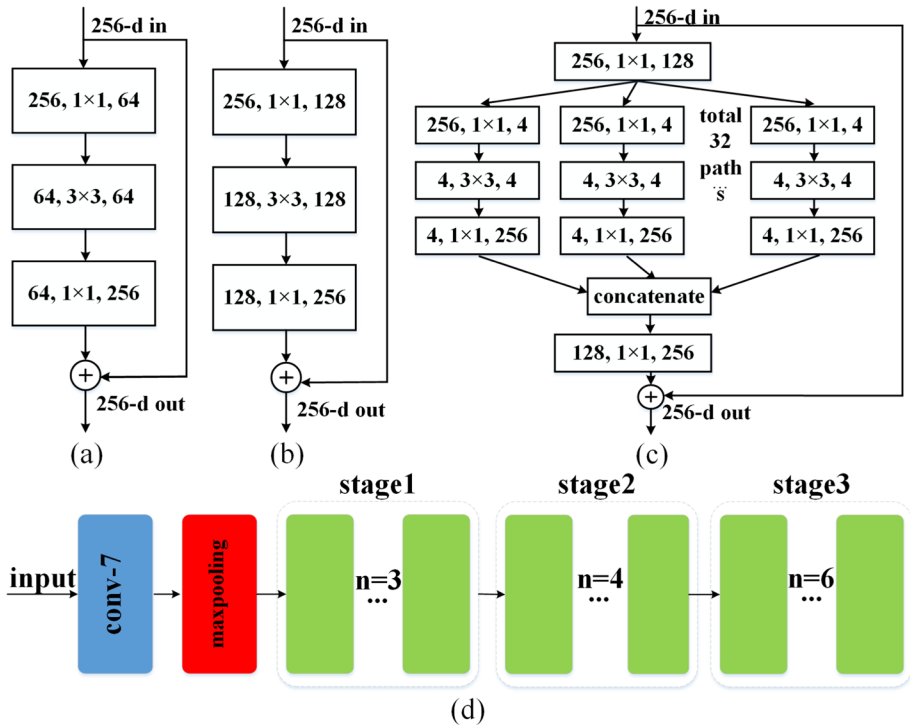 256-d in
256, 1×1, 64
64, 3×3, 64
64, 1×1, 256
+
256-d out
(a)
256-d in
256, 1×1, 128
128, 3×3, 128
128, 1×1, 256
+
256-d out
(b)
256-d in
256, 1×1, 128
256, 1×1, 4
256, 1×1, 4
total
32
path
...
s
256, 1×1, 4
4, 3×3, 4
4, 3×3, 4
4, 3×3, 4
4, 1×1, 256
4, 1×1, 256
4, 1×1, 256
concatenate
128, 1×1, 256
+
256-d out
(c)
stage1
stage2
stage3
input
conv-7
maxpooling
n=3
...
n=4
...
n=6
...
(d)